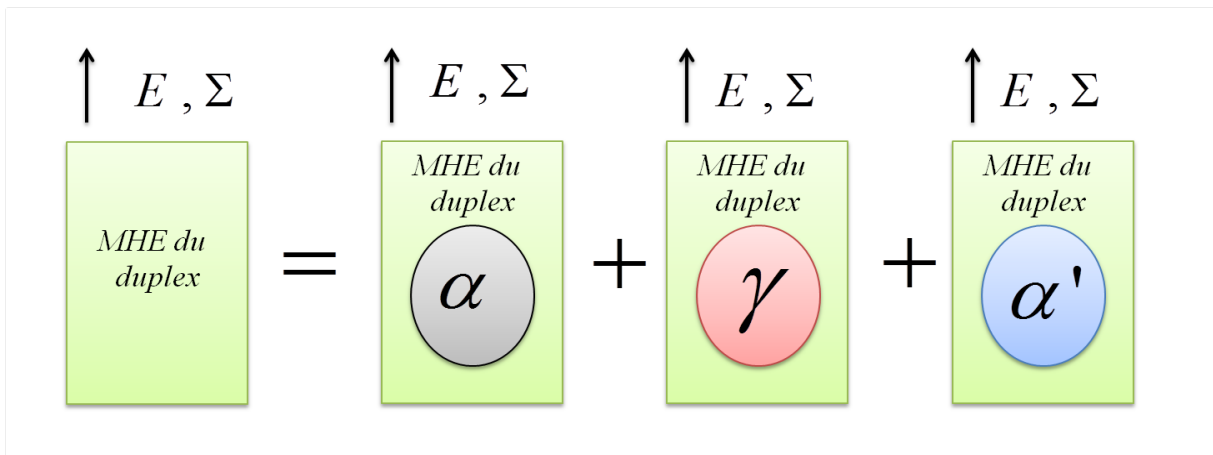 E , Σ
E , Σ
E , Σ
E , Σ
MHE du
duplex
=
MHE du
duplex
α
+
MHE du
duplex
γ
+
MHE du
duplex
α'